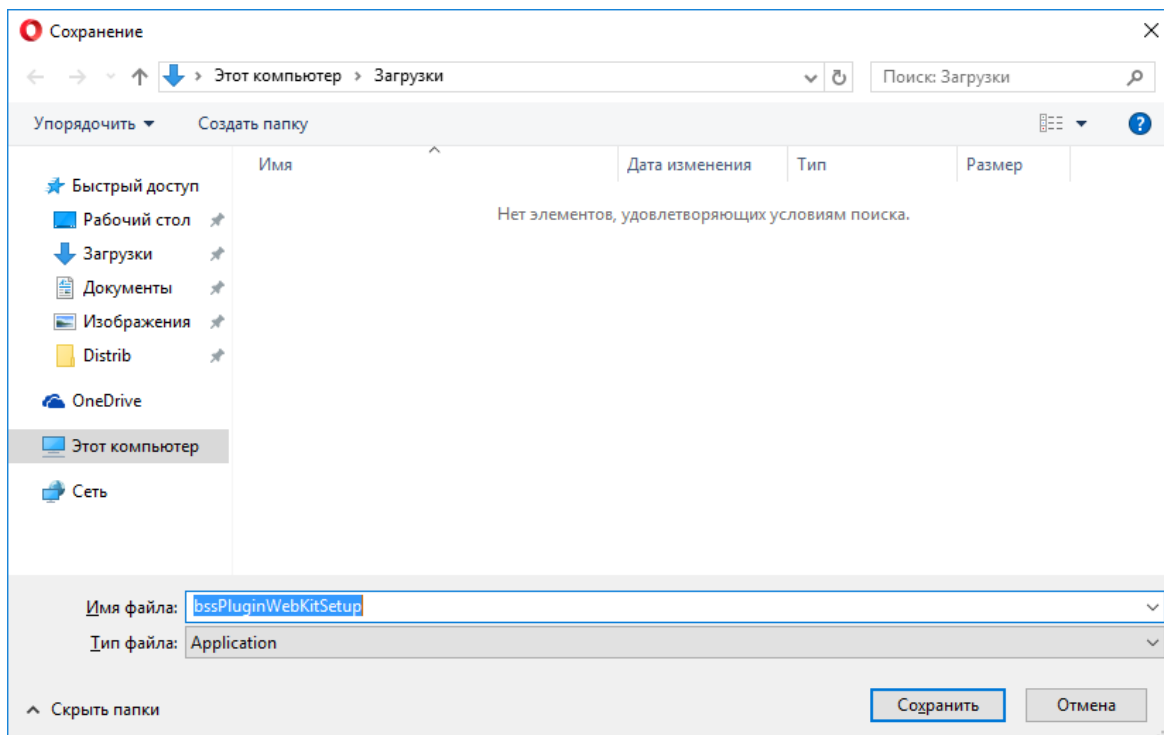 Сохранение
Этот компьютер > Загрузки
Поиск: Загрузки
Упорядочить
Создать папку
?
Имя
Дата изменения
Тип
Размер
Быстрый доступ
Нет элементов, удовлетворяющих условиям поиска.
Рабочий стол
Загрузки
Документы
Изображения
Distrib
OneDrive
Этот компьютер
Сеть
Имя файла: bssPluginWebKitSetup
Тип файла: Application
Скрыть папки
Сохранить
Отмена